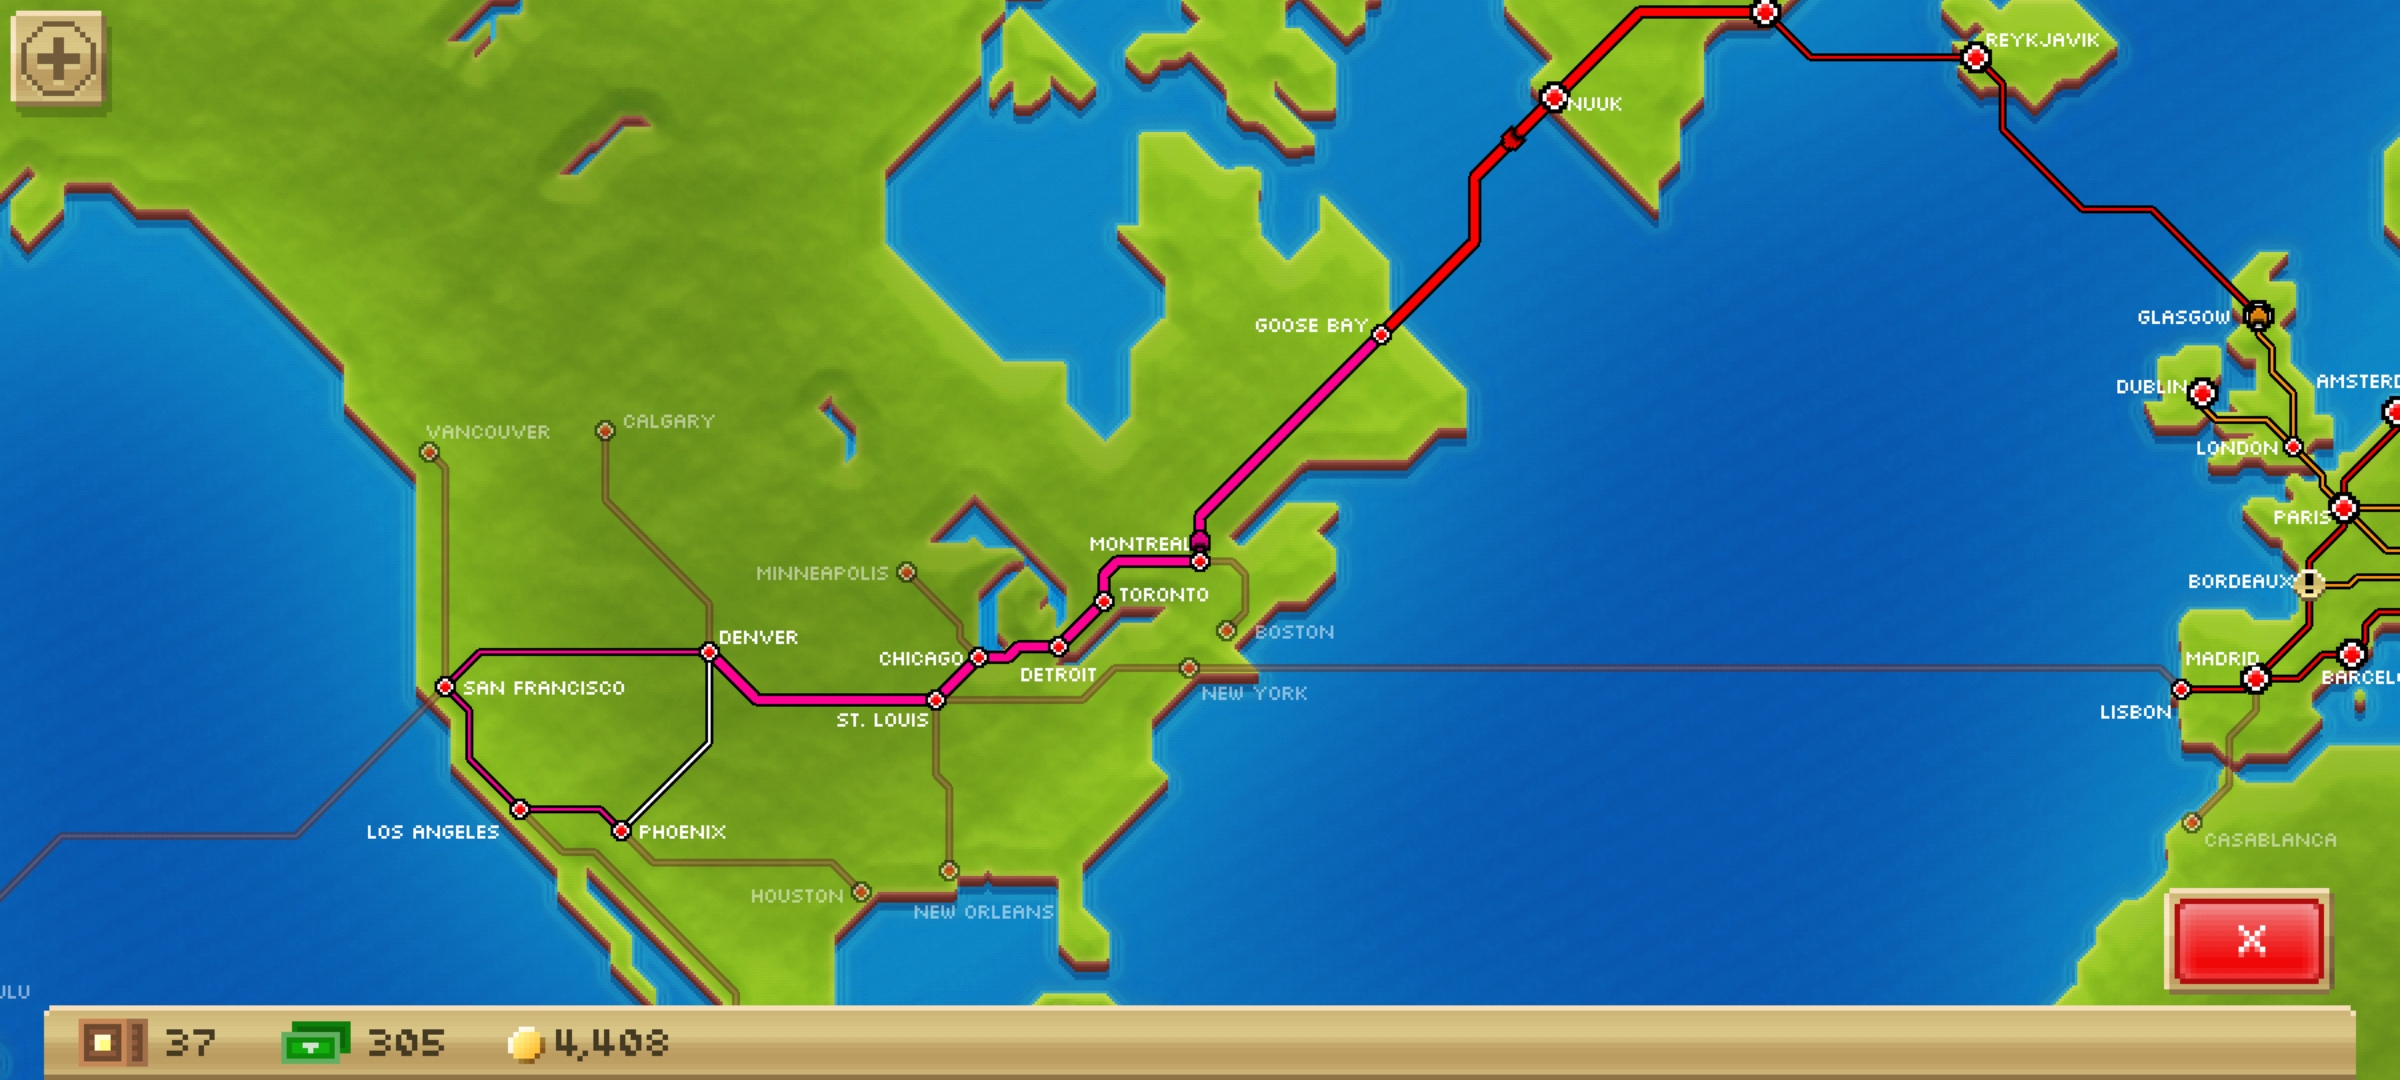 REYKJAVIK
NUUK
GLASGOW
GOOSE BAY
DUBLIN
AMSTERD
LONDON
VANCOUVER
CALGARY
PARIS
MONTREAL
MINNEAPOLIS
TORONTO
BORDEAUX
BOSTON
DENVER
CHICAGO
DETROIT
MADRID
BARCEL
SAN FRANCISCO
NEW YORK
ST. LOUIS
LISBON
LOS ANGELES
PHOENIX
CASABLANCA
HOUSTON
NEW ORLEANS
ULU
X
37 305 4,408